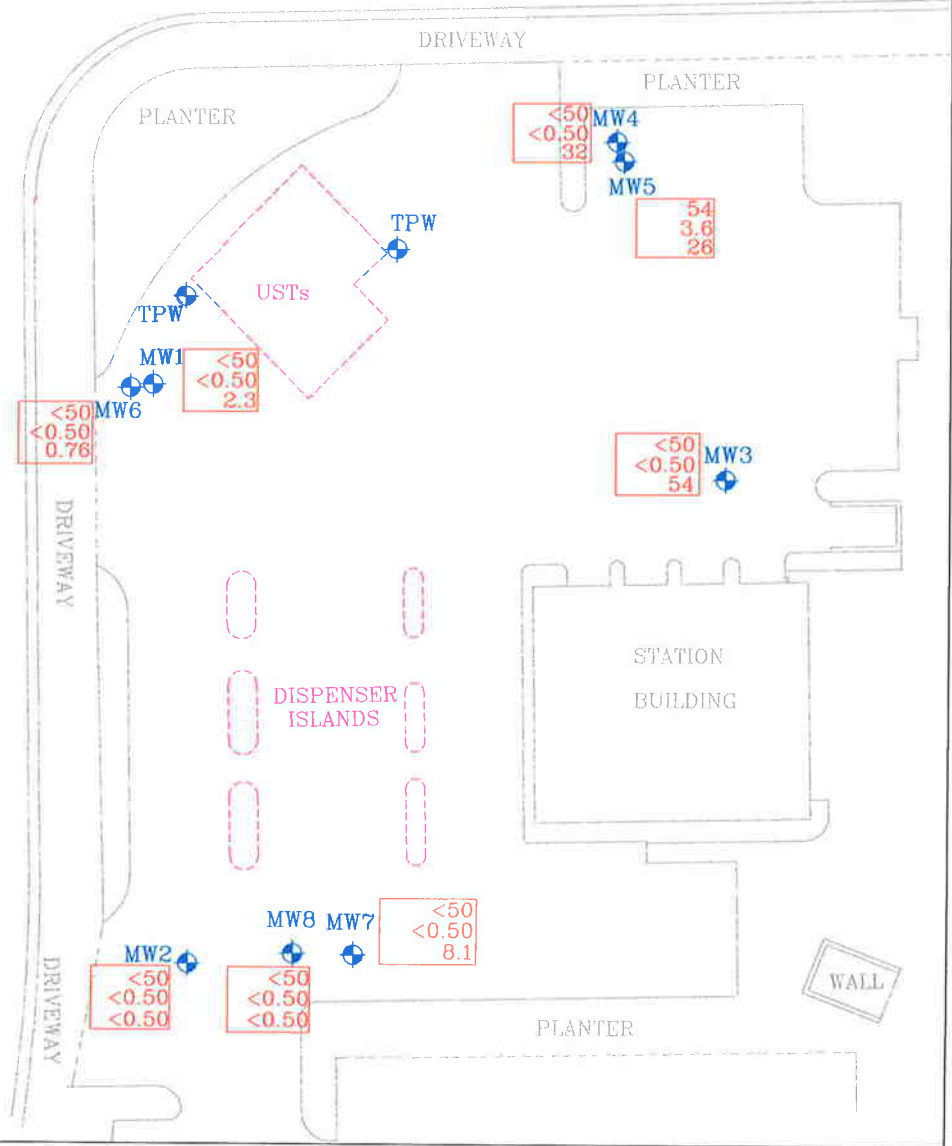 DRIVEWAY
PLANTER
PLANTER
<50
<0.50
32
MW4
MW5
54
3.6
26
TPW
USTs
TPW
MW1
<50
<0.50
2.3
MW6
<50
<0.50
0.76
<50
<0.50
54
MW3
DRIVEWAY
STATION
BUILDING
DISPENSER
ISLANDS
<50
<0.50
8.1
MW8
MW7
MW2
<50
<0.50
<0.50
<50
<0.50
<0.50
DRIVEWAY
WALL
PLANTER